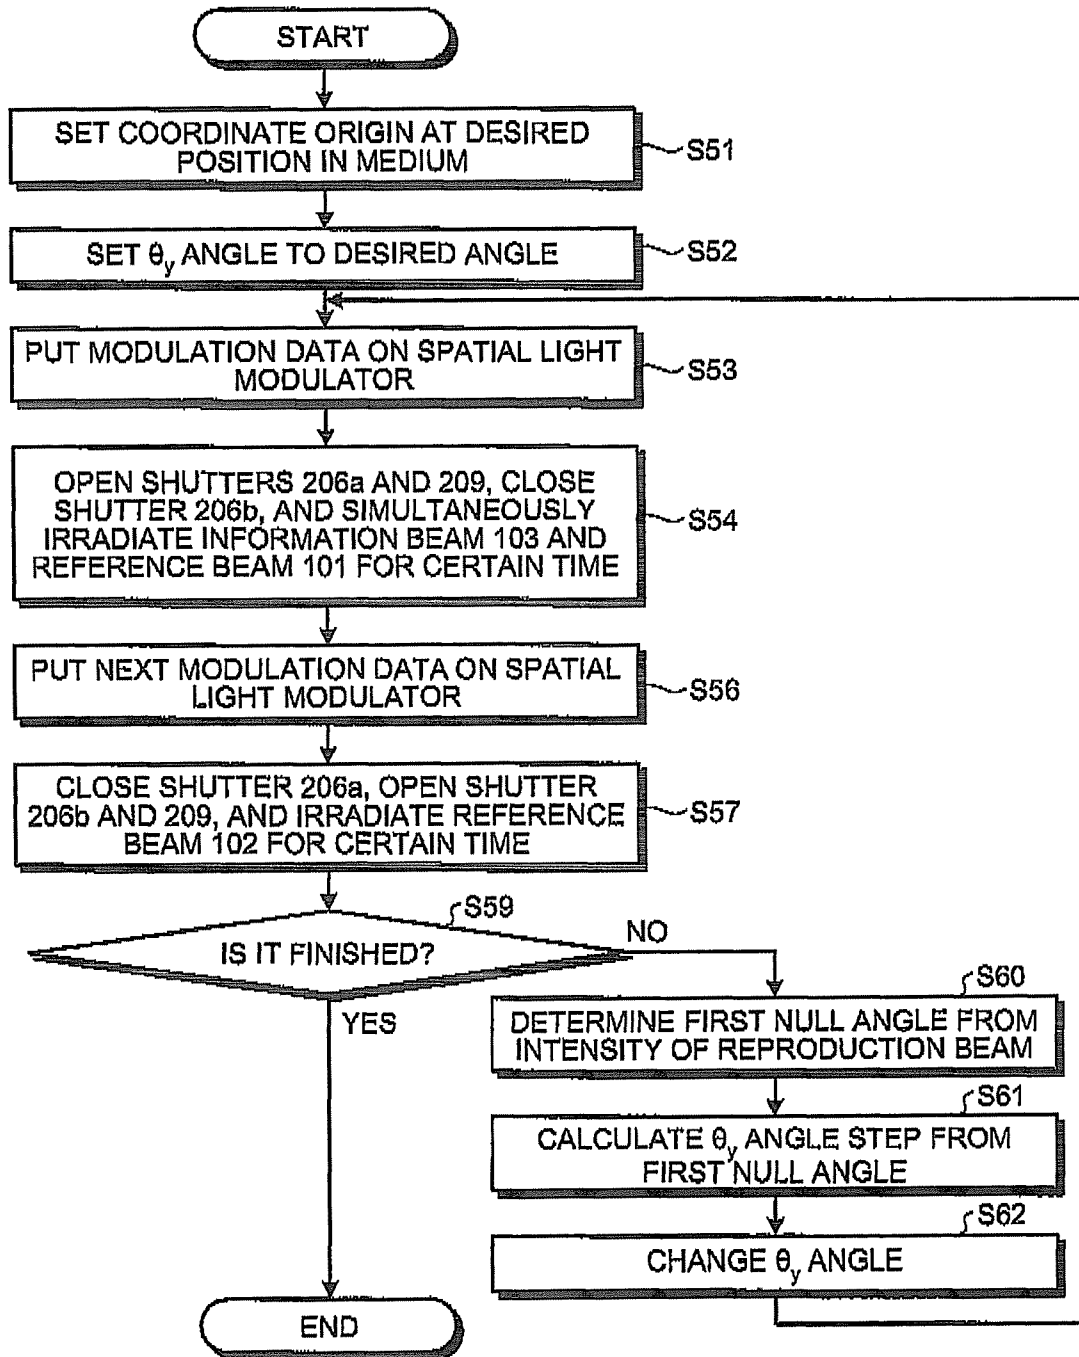 START
SET COORDINATE ORIGIN AT DESIRED
POSITION IN MEDIUM
S51
SET θy ANGLE TO DESIRED ANGLE
S52
PUT MODULATION DATA ON SPATIAL LIGHT
MODULATOR
S53
OPEN SHUTTERS 206a AND 209, CLOSE
SHUTTER 206b, AND SIMULTANEOUSLY
IRRADIATE INFORMATION BEAM 103 AND
REFERENCE BEAM 101 FOR CERTAIN TIME
S54
PUT NEXT MODULATION DATA ON SPATIAL
LIGHT MODULATOR
S56
CLOSE SHUTTER 206a, OPEN SHUTTER
206b AND 209, AND IRRADIATE REFERENCE
BEAM 102 FOR CERTAIN TIME
S57
S59
IS IT FINISHED?
NO
YES
S60
DETERMINE FIRST NULL ANGLE FROM
INTENSITY OF REPRODUCTION BEAM
S61
CALCULATE θy ANGLE STEP FROM
FIRST NULL ANGLE
S62
CHANGE θy ANGLE
END